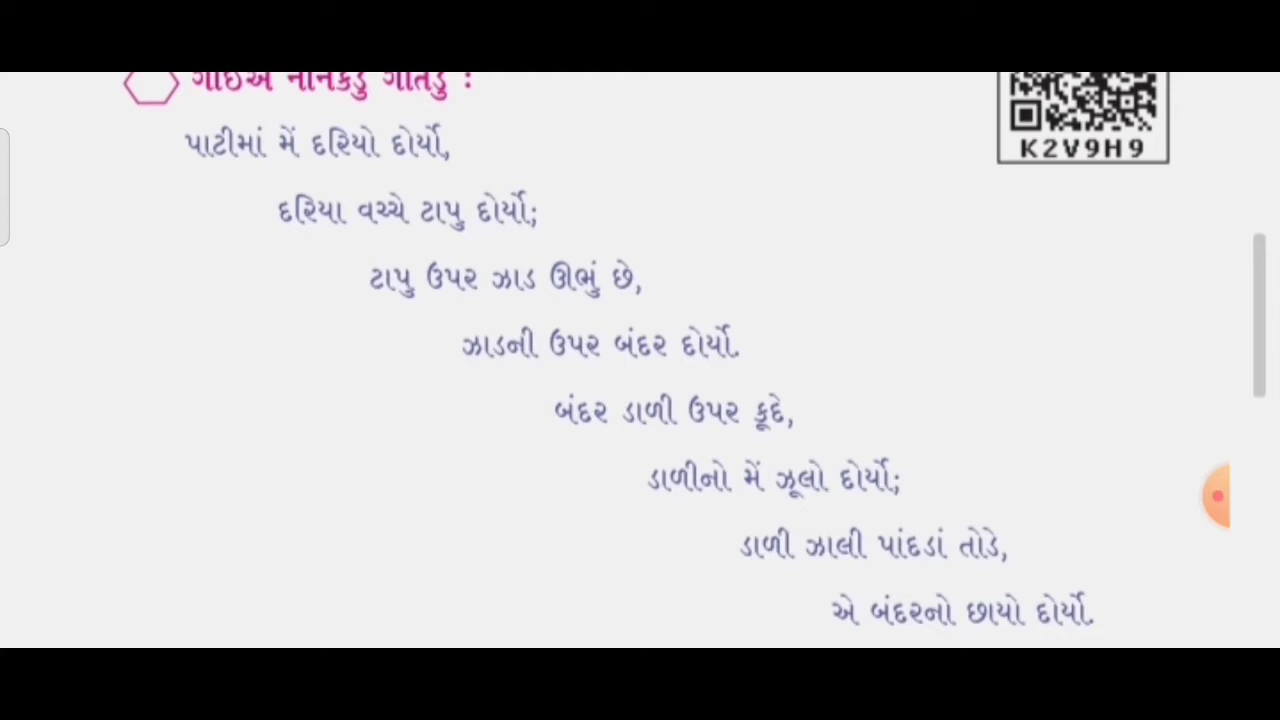 ગાઈએ નાનકડું ગીતડું :
K2V9H9
પાટીમાં મેં દરિયો દોર્યો,
દરિયા વચ્ચે ટાપુ દોર્યો;
ટાપુ ઉપર ઝાડ ઊભું છે,
ઝાડની ઉપર બંદર દોર્યો.
બંદર ડાળી ઉપર કૂદે,
ડાળીનો મેં ઝૂલો દોર્યો;
ડાળી ઝાલી પાંદડાં તોડે,
એ બંદરનો છાયો દોર્યો.